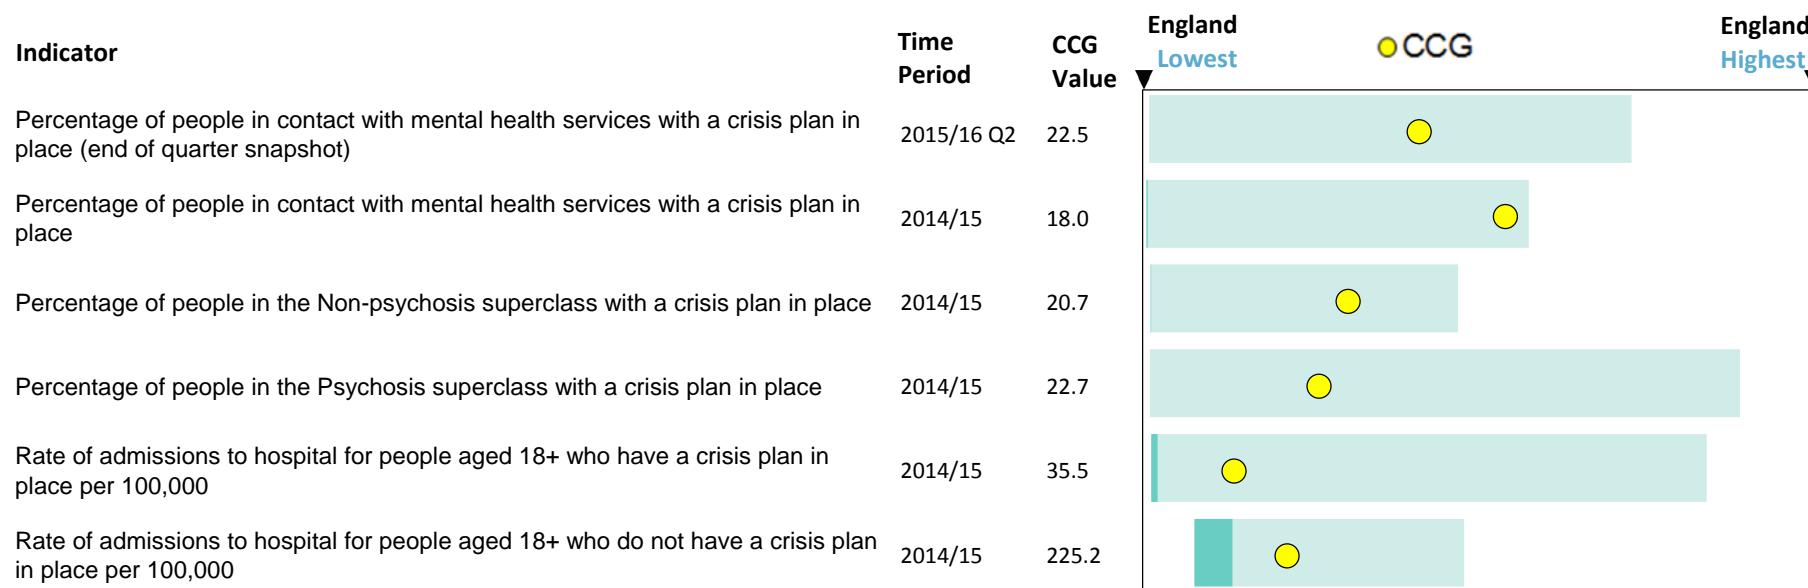 Indicator
Time
Period
CCG
Value
England
Lowest
CCG
England
Highest
Percentage of people in contact with mental health services with a crisis plan in
place (end of quarter snapshot)
2015/16 Q2
22.5
Percentage of people in contact with mental health services with a crisis plan in
place
2014/15
18.0
Percentage of people in the Non-psychosis superclass with a crisis plan in place
2014/15
20.7
Percentage of people in the Psychosis superclass with a crisis plan in place
2014/15
22.7
Rate of admissions to hospital for people aged 18+ who have a crisis plan in
place per 100,000
2014/15
35.5
Rate of admissions to hospital for people aged 18+ who do not have a crisis plan
in place per 100,000
2014/15
225.2